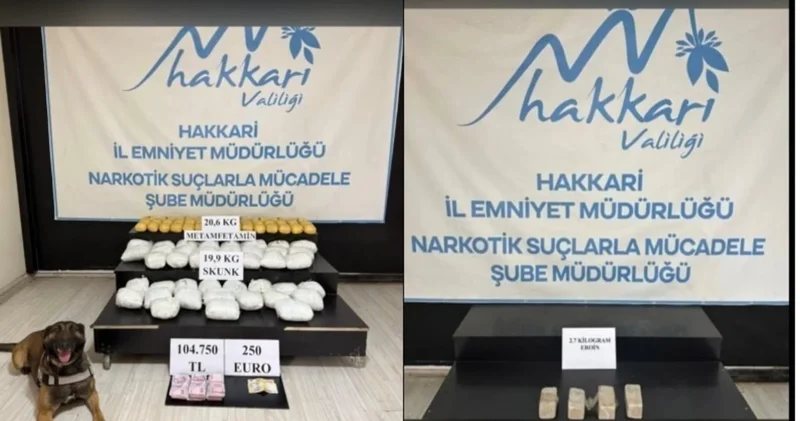 hakkari
Valiliği
HAKKARİ
İL EMNİYET MÜDÜRLÜĞÜ
NARKOTİK SUÇLARLA MÜCADELE
ŞUBE MÜDÜRLÜĞÜ
20,6 KG
METAMFETAMİN
19,9 KG
SKUNK
104.750
TL
250
EURO
hakkari
Valiliği
HAKKARİ
İL EMNİYET MÜDÜRLÜĞÜ
NARKOTİK SUÇLARLA MÜCADELE
ŞUBE MÜDÜRLÜĞÜ
2.7 KİLOGRAM
EROİN